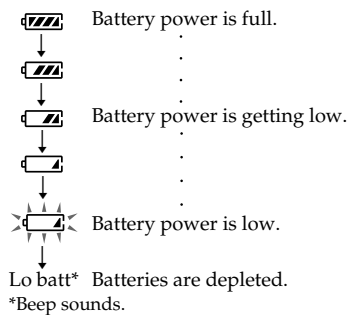 Battery power is full.
Battery power is getting low.
Battery power is low.
Lo batt* Batteries are depleted.
*Beep sounds.